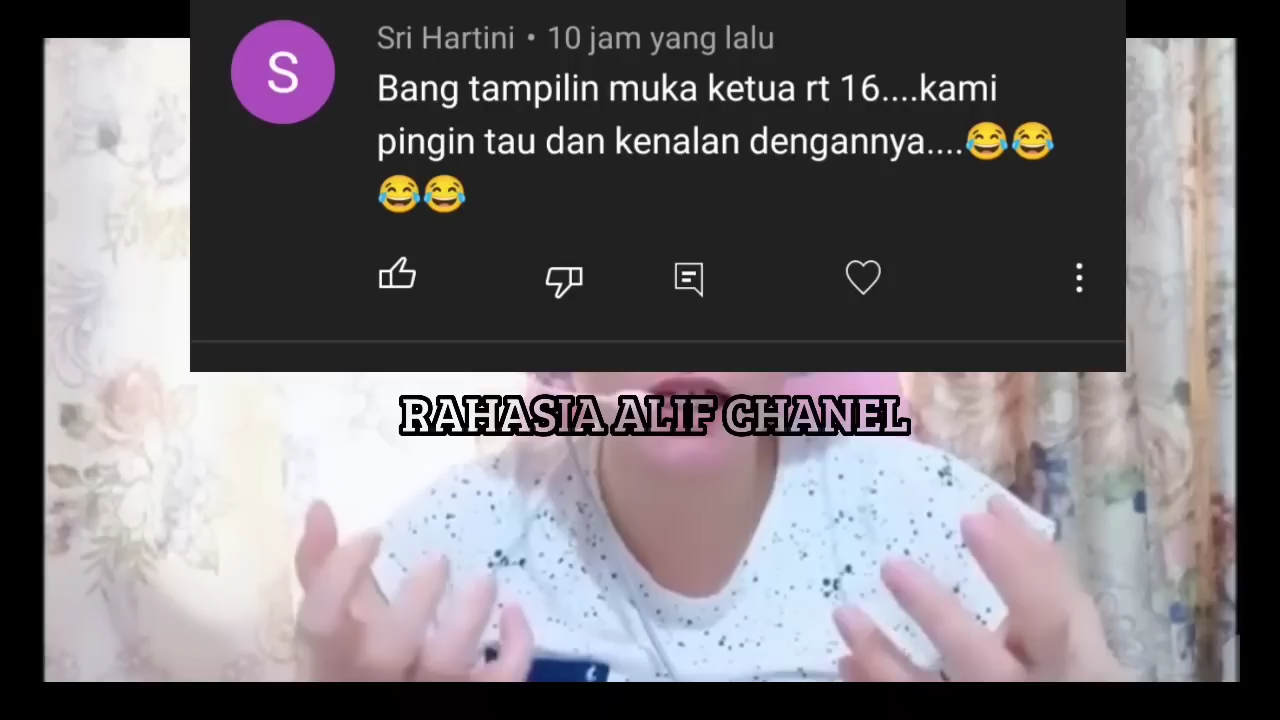 S
Sri Hartini • 10 jam yang lalu
Bang tampilin muka ketua rt 16....kami
pingin tau dan kenalan dengannya....😂😂
😂😂
RAHASIA ALIF CHANEL